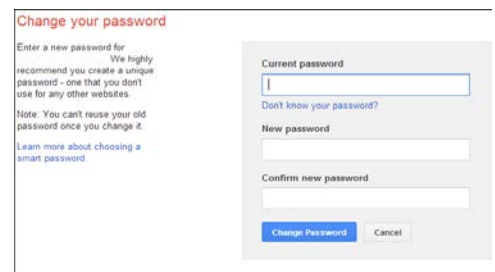 Change your password
Enter a new password for
We highly
recommend you create a unique
password - one that you don't
use for any other websites.
Note: You can't reuse your old
password once you change it.
Learn more about choosing a
smart password
Current password
Don't know your password?
New password
Confirm new password
Change Password Cancel